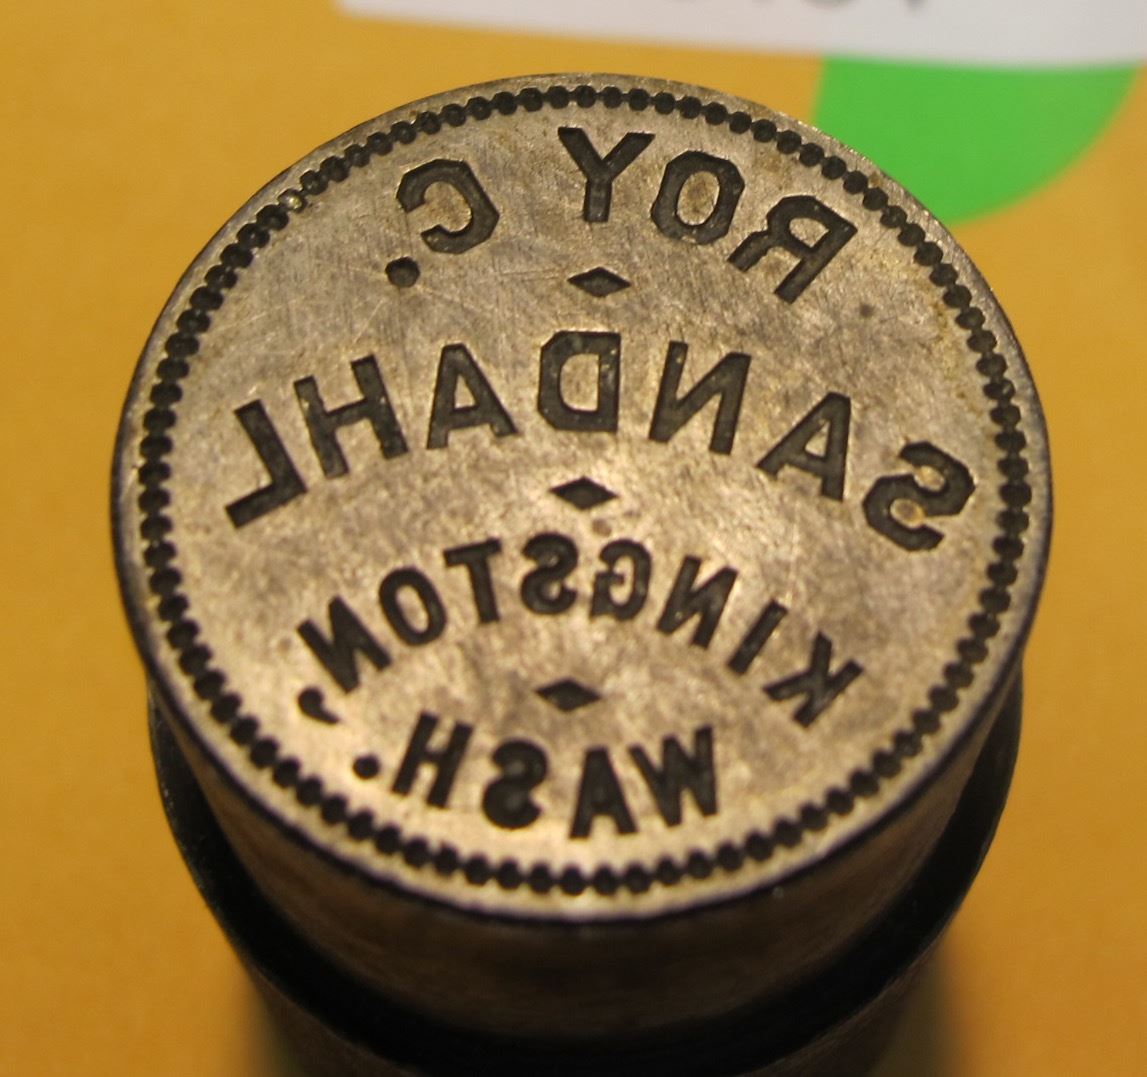 ROY C.
SANDAHL
KINGSTON,
WASH.